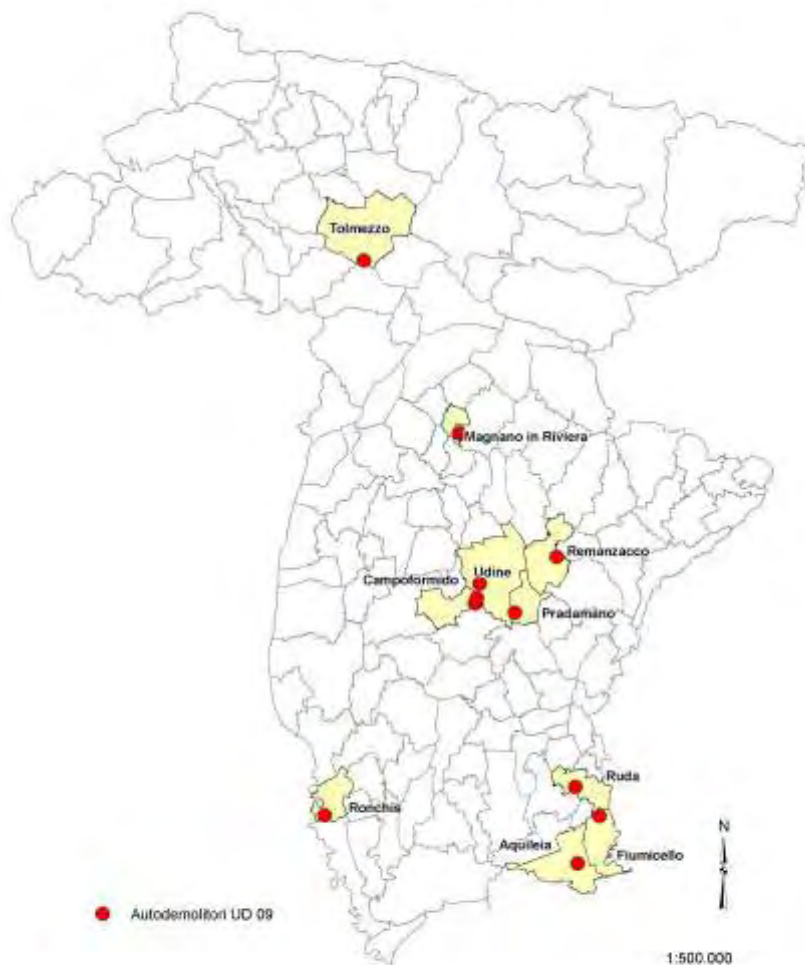 Tolmezzo
Magnano in Riviera
Remanzacco
Udine
Campoformido
Pradamano
Ruda
Ronchis
Aquileia
Fiumicello
N
Autodemolitori UD 09
1:500.000